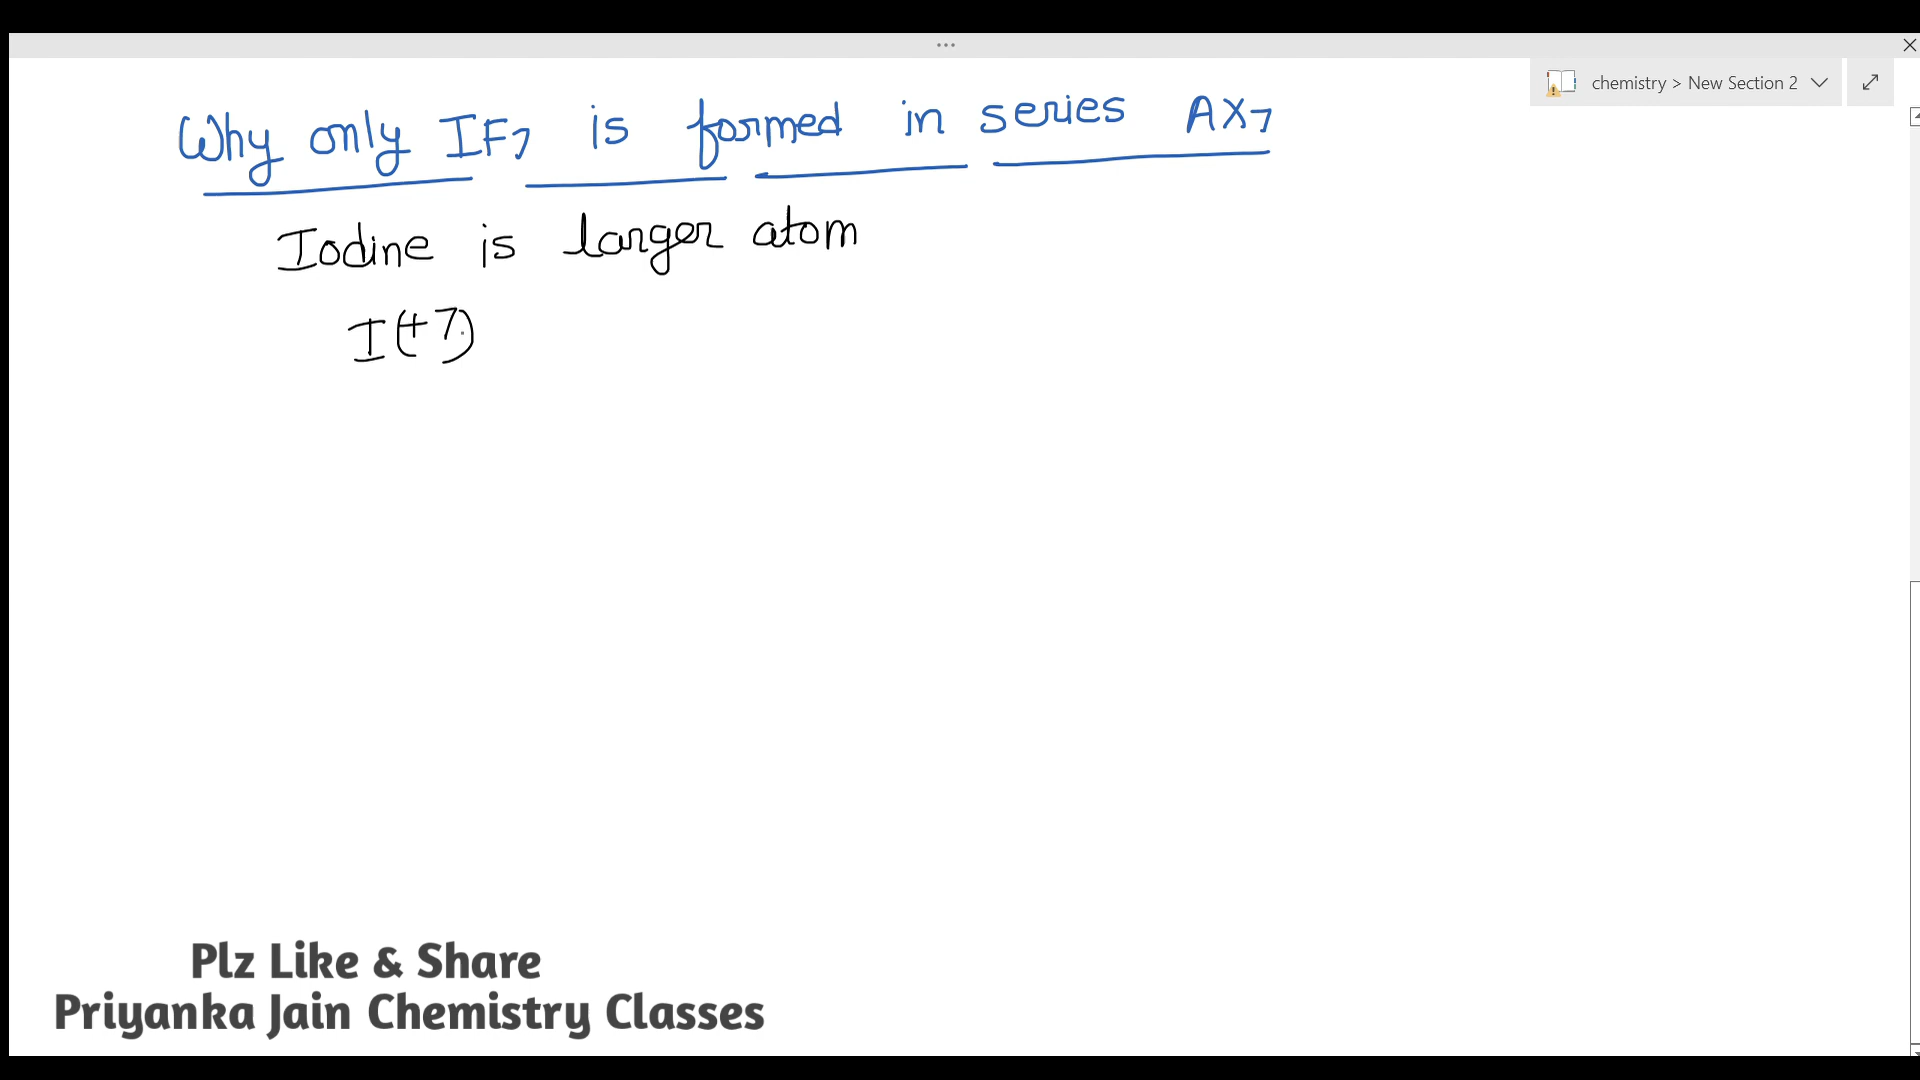 chemistry > New Section 2
Why only IF₇ is formed in series AX₇
Iodine is larger atom
I(+7)
Plz Like & Share
Priyanka Jain Chemistry Classes